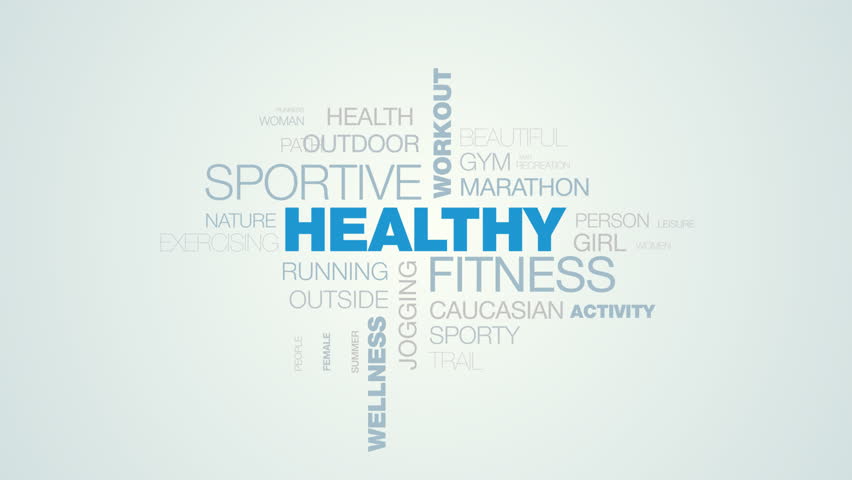 RUNNERS
WOMAN
HEALTH
PATH
OUTDOOR
WORKOUT
BEAUTIFUL
GYM
RECREATION
SPORTIVE
MARATHON
NATURE
HEALTHY
PERSON
LEISURE
EXERCISING
GIRL
WOMEN
RUNNING
FITNESS
OUTSIDE
JOGGING
CAUCASIAN
ACTIVITY
SPORTY
TRAIL
PEOPLE
FEMALE
SUMMER
WELLNESS